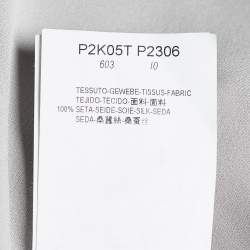 P2K05T P2306
603 10
TESSUTO-GEWEBE-TISSUS-FABRIC
TEJIDO-TECIDO-面料-面料
100% SETA-SEIDE-SOIE-SILK-SEDA
SEDA-桑蠶絲-桑蚕丝